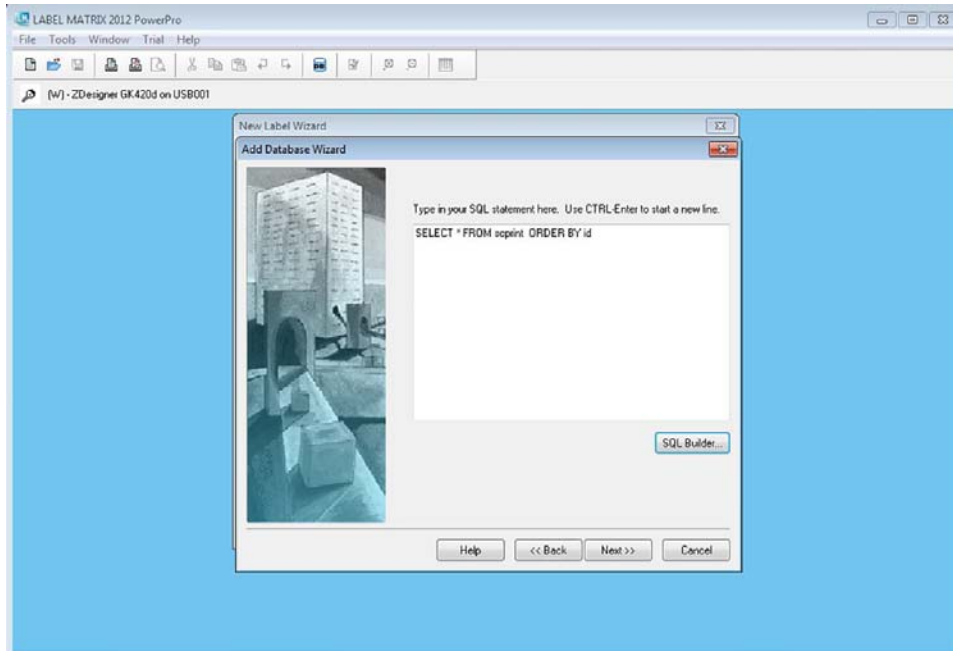 LABEL MATRIX 2012 PowerPro
File Tools Window Trial Help
(W) - ZDesigner GK420d on USB001
New Label Wizard
Add Database Wizard
Type in your SQL statement here. Use CTRL-Enter to start a new line.
SELECT * FROM scprint ORDER BY id
SQL Builder...
Help
<< Back
Next >>
Cancel